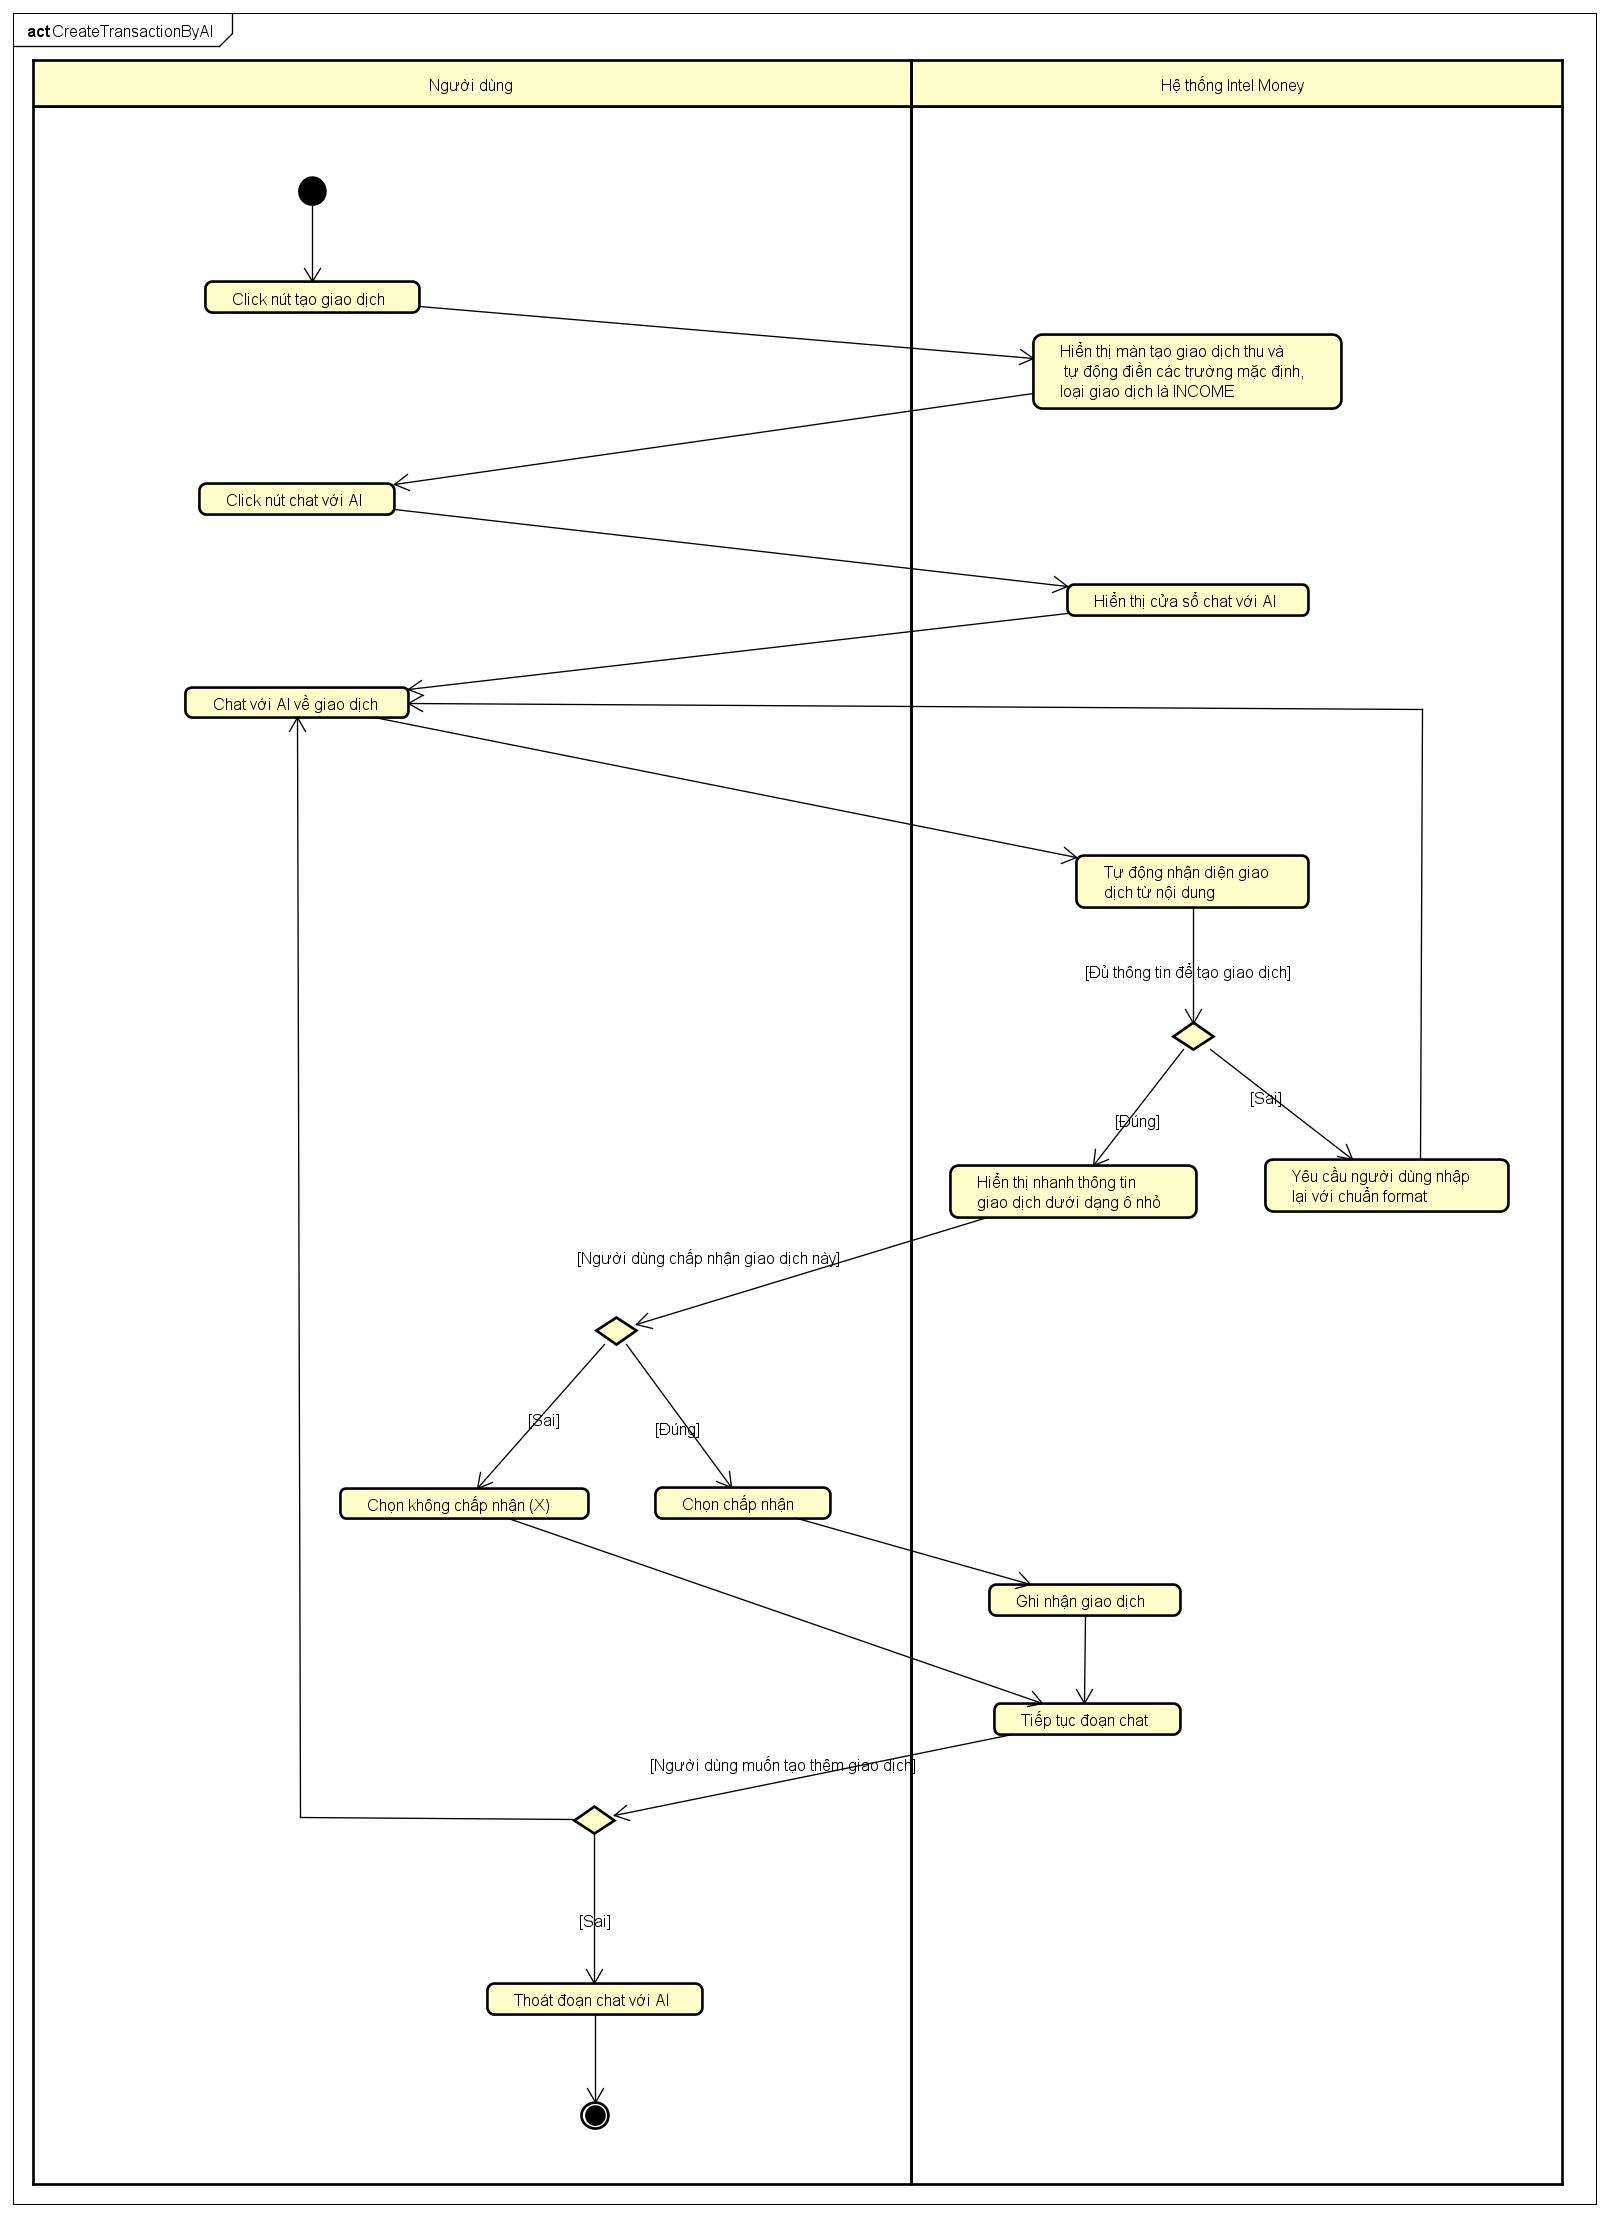 act CreateTransactionByAI
Người dùng
Hệ thống Intel Money
Click nút tạo giao dịch
Hiển thị màn tạo giao dịch thu và
tự động điền các trường mặc định,
loại giao dịch là INCOME
Click nút chat với AI
Hiển thị cửa sổ chat với AI
Chat với AI về giao dịch
Tự động nhận diện giao
dịch từ nội dung
[Đủ thông tin để tạo giao dịch]
[Đúng]
[Sai]
Hiển thị nhanh thông tin
giao dịch dưới dạng ô nhỏ
Yêu cầu người dùng nhập
lại với chuẩn format
[Người dùng chấp nhận giao dịch này]
[Sai]
[Đúng]
Chọn không chấp nhận (X)
Chọn chấp nhận
Ghi nhận giao dịch
Tiếp tục đoạn chat
[Người dùng muốn tạo thêm giao dịch]
[Sai]
Thoát đoạn chat với AI